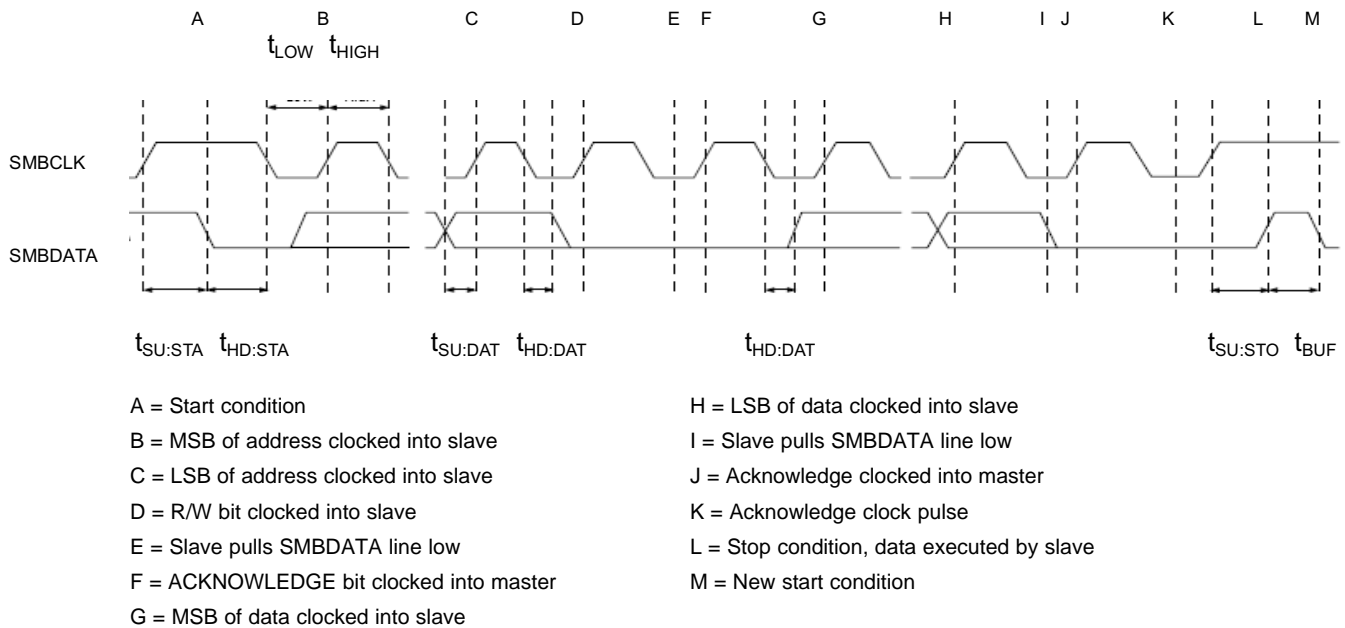 A B C D E F G H I J K L M
tLOW tHIGH
SMBCLK
SMBDATA
tSU:STA tHD:STA tSU:DAT tHD:DAT tHD:DAT tSU:STO tBUF
A = Start condition
B = MSB of address clocked into slave
C = LSB of address clocked into slave
D = R/W bit clocked into slave
E = Slave pulls SMBDATA line low
F = ACKNOWLEDGE bit clocked into master
G = MSB of data clocked into slave
H = LSB of data clocked into slave
I = Slave pulls SMBDATA line low
J = Acknowledge clocked into master
K = Acknowledge clock pulse
L = Stop condition, data executed by slave
M = New start condition